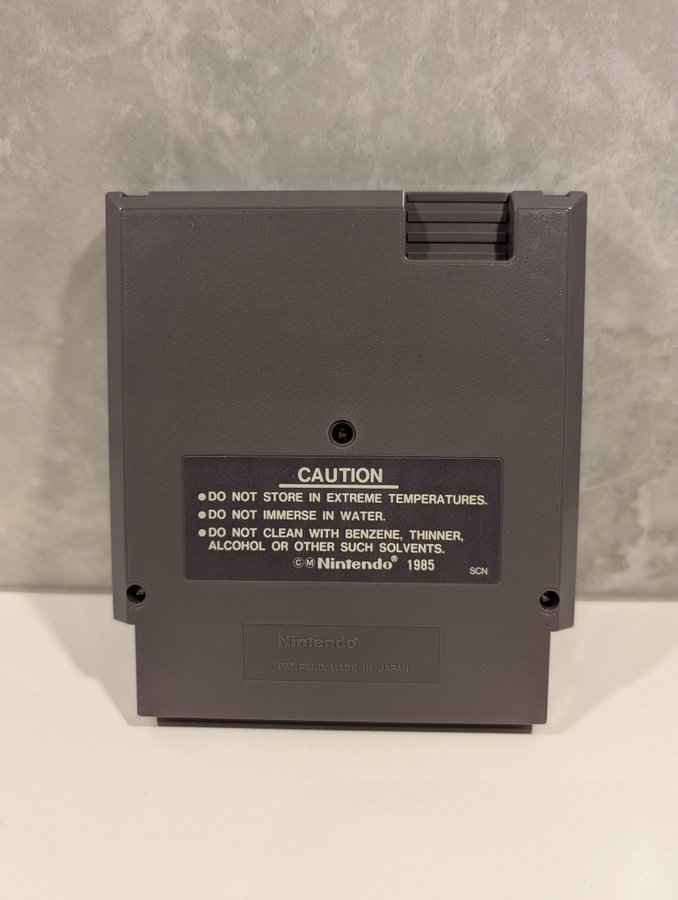 CAUTION
●DO NOT STORE IN EXTREME TEMPERATURES.
●DO NOT IMMERSE IN WATER.
●DO NOT CLEAN WITH BENZENE, THINNER,
ALCOHOL OR OTHER SUCH SOLVENTS.
ⒸⓂNintendo® 1985
SCN
Nintendo®
PAT. PEND. MADE IN JAPAN